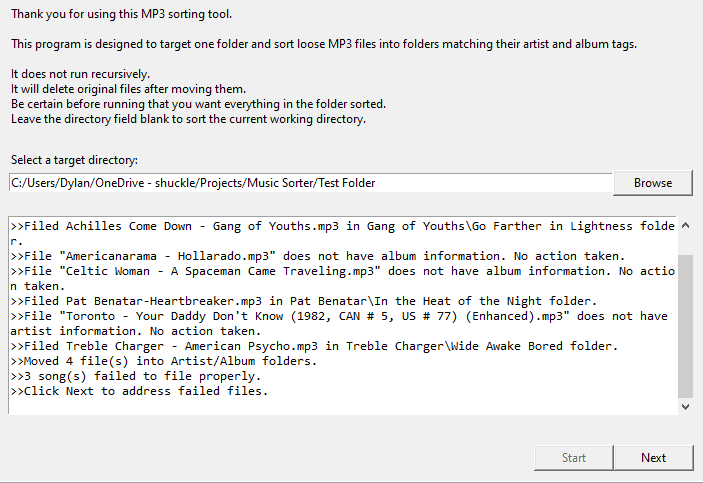 Thank you for using this MP3 sorting tool.
This program is designed to target one folder and sort loose MP3 files into folders matching their artist and album tags.
It does not run recursively.
It will delete original files after moving them.
Be certain before running that you want everything in the folder sorted.
Leave the directory field blank to sort the current working directory.
Select a target directory:
C:/Users/Dylan/OneDrive - shuckle/Projects/Music Sorter/Test Folder
Browse
>>Filed Achilles Come Down - Gang of Youths.mp3 in Gang of Youths\Go Farther in Lightness folde
r.
>>File "Americanarama - Hollarado.mp3" does not have album information. No action taken.
>>File "Celtic Woman - A Spaceman Came Traveling.mp3" does not have album information. No actio
n taken.
>>Filed Pat Benatar-Heartbreaker.mp3 in Pat Benatar\In the Heat of the Night folder.
>>File "Toronto - Your Daddy Don't Know (1982, CAN # 5, US # 77) (Enhanced).mp3" does not have
artist information. No action taken.
>>Filed Treble Charger - American Psycho.mp3 in Treble Charger\Wide Awake Bored folder.
>>Moved 4 file(s) into Artist/Album folders.
>>3 song(s) failed to file properly.
>>Click Next to address failed files.
Start
Next